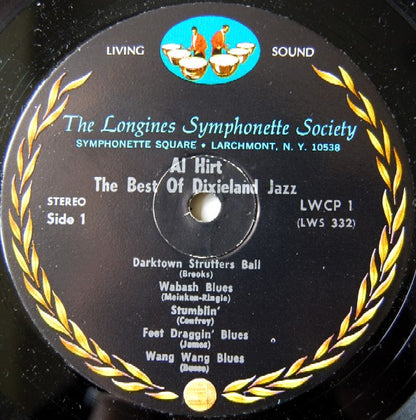 LIVING SOUND
The Longines Symphonette Society
SYMPHONETTE SQUARE • LARCHMONT, N. Y. 10538
Al Hirt
The Best Of Dixieland Jazz
STEREO
Side 1
LWCP 1
(LWS 332)
Darktown Strutters Ball
(Brooks)
Wabash Blues
(Meinken-Ringle)
Stumblin'
(Confrey)
Feet Draggin' Blues
(James)
Wang Wang Blues
(Busse)